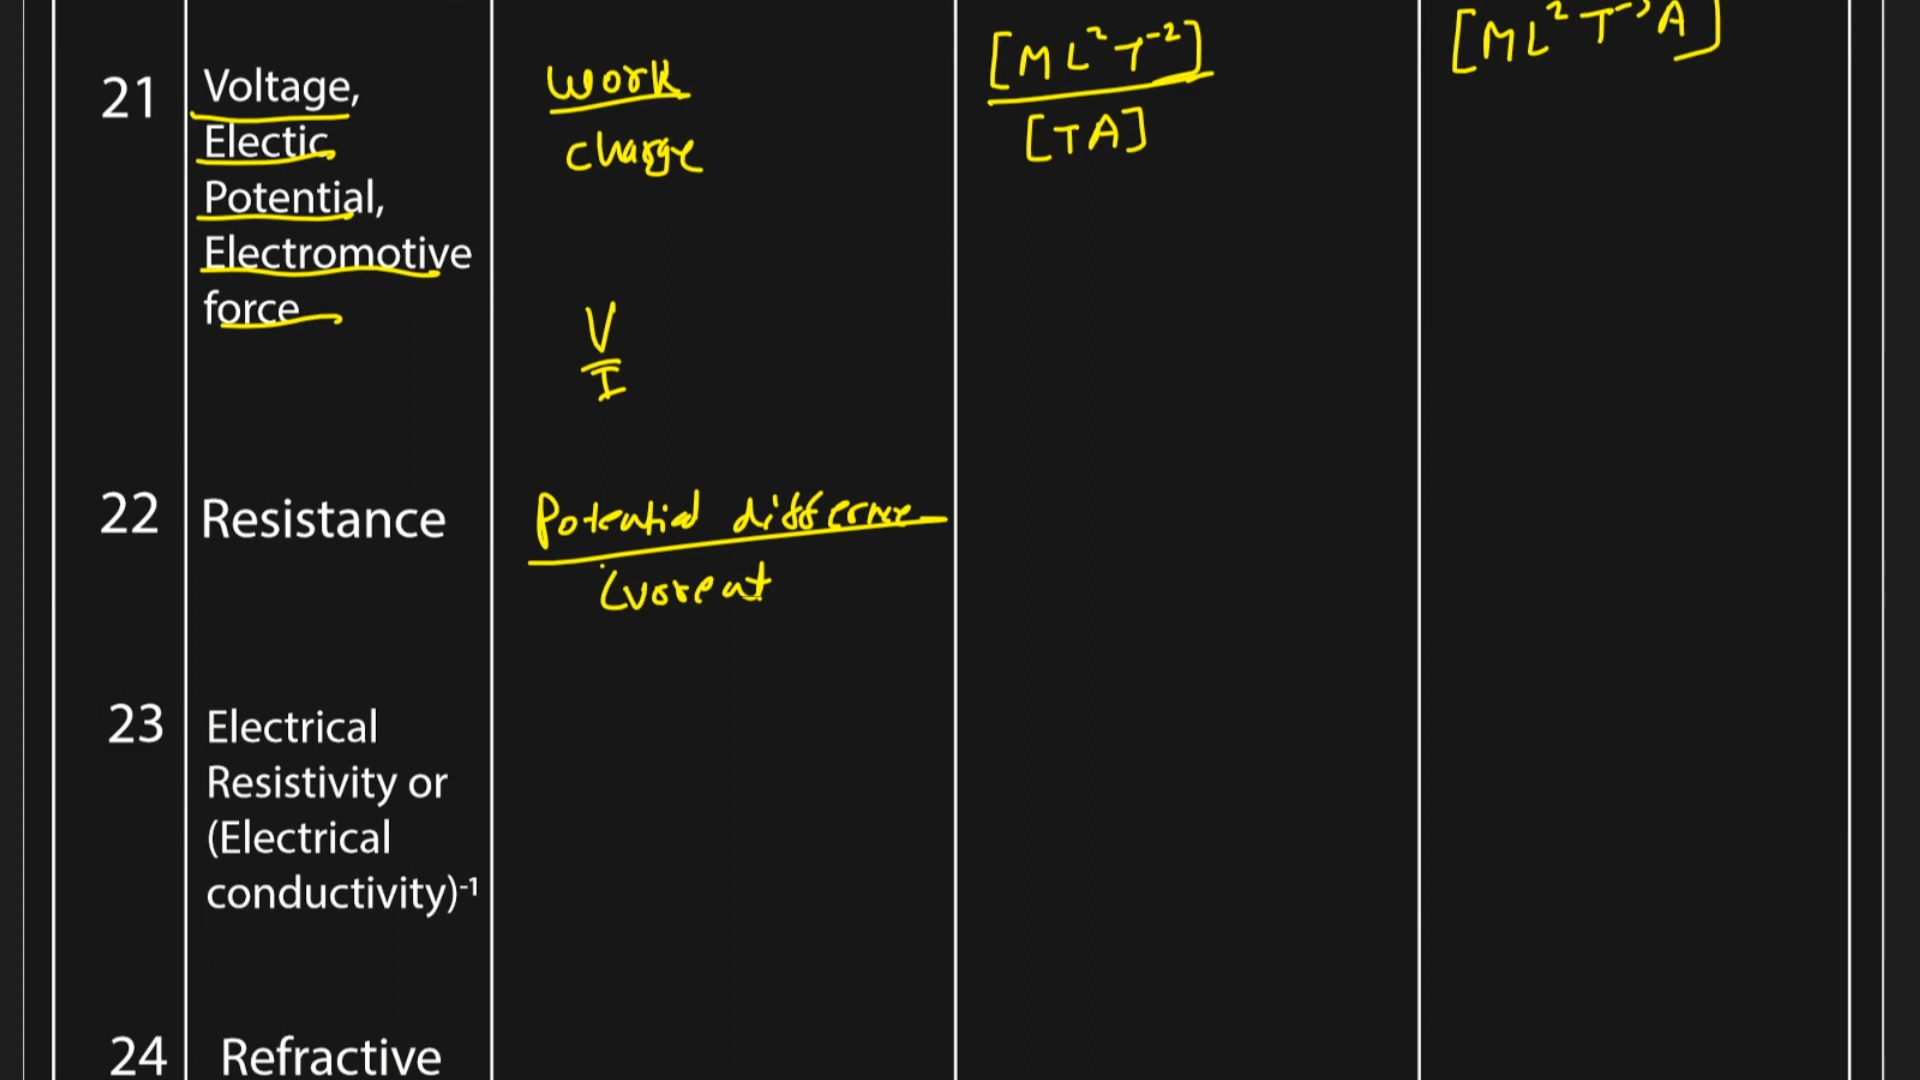 21
Voltage,
Electic
Potential,
Electromotive
force
work
charge
V
I
[ML²T⁻²]
[TA]
[ML²T⁻³A]
22
Resistance
Potential difference
Current
23
Electrical
Resistivity or
(Electrical
conductivity)⁻¹
24
Refractive